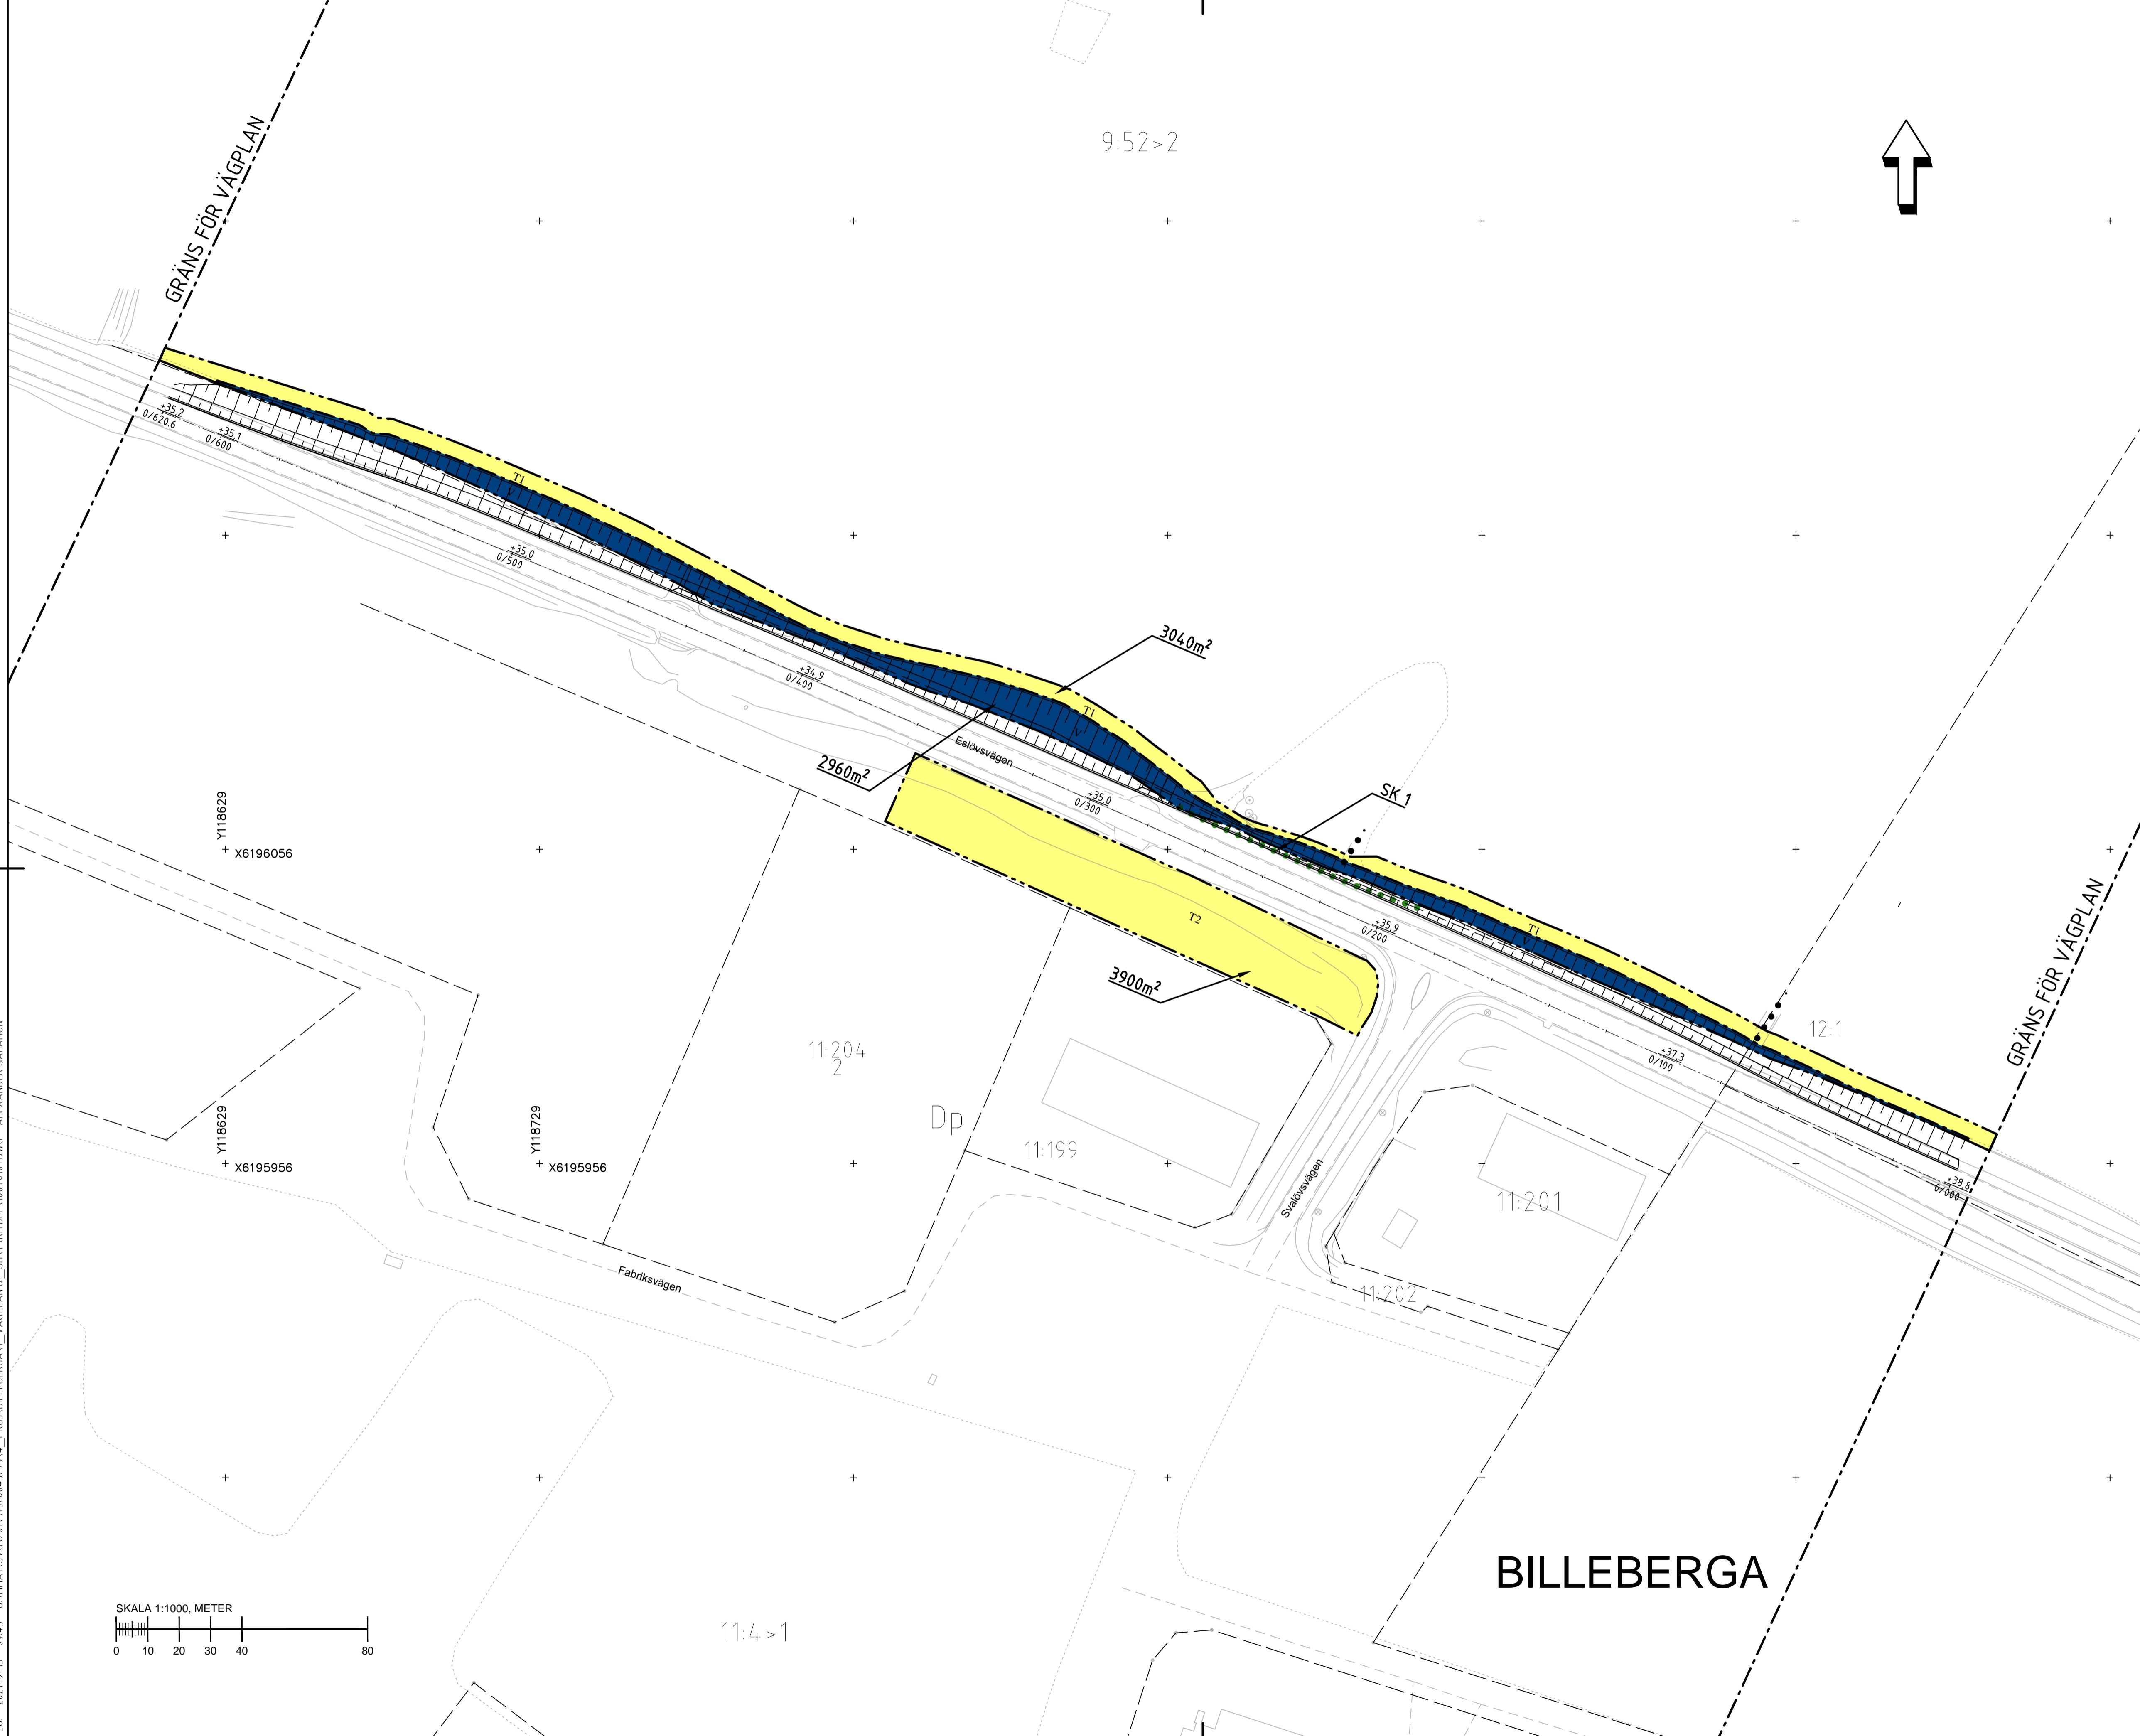 GRÄNS FÖR VÄGPLAN
9:52>2
+35,2
0/620.6
+35,1
0/600
T1
V
+35,0
0/500
3040m²
+34,9
0/400
T1
V
Eslövsvägen
2960m²
SK 1
+35,0
0/300
Y118629
X6196056
T2
+35,9
0/200
T1
V
3900m²
GRÄNS FÖR VÄGPLAN
12:1
+37,3
0/100
11:204
2
Dp
11:199
Y118629
X6195956
Y118729
X6195956
Svalövsvägen
11:201
+38,8
0/000
Fabriksvägen
11:202
BILLEBERGA
SKALA 1:1000, METER
0 10 20 30 40 80
11:4>1